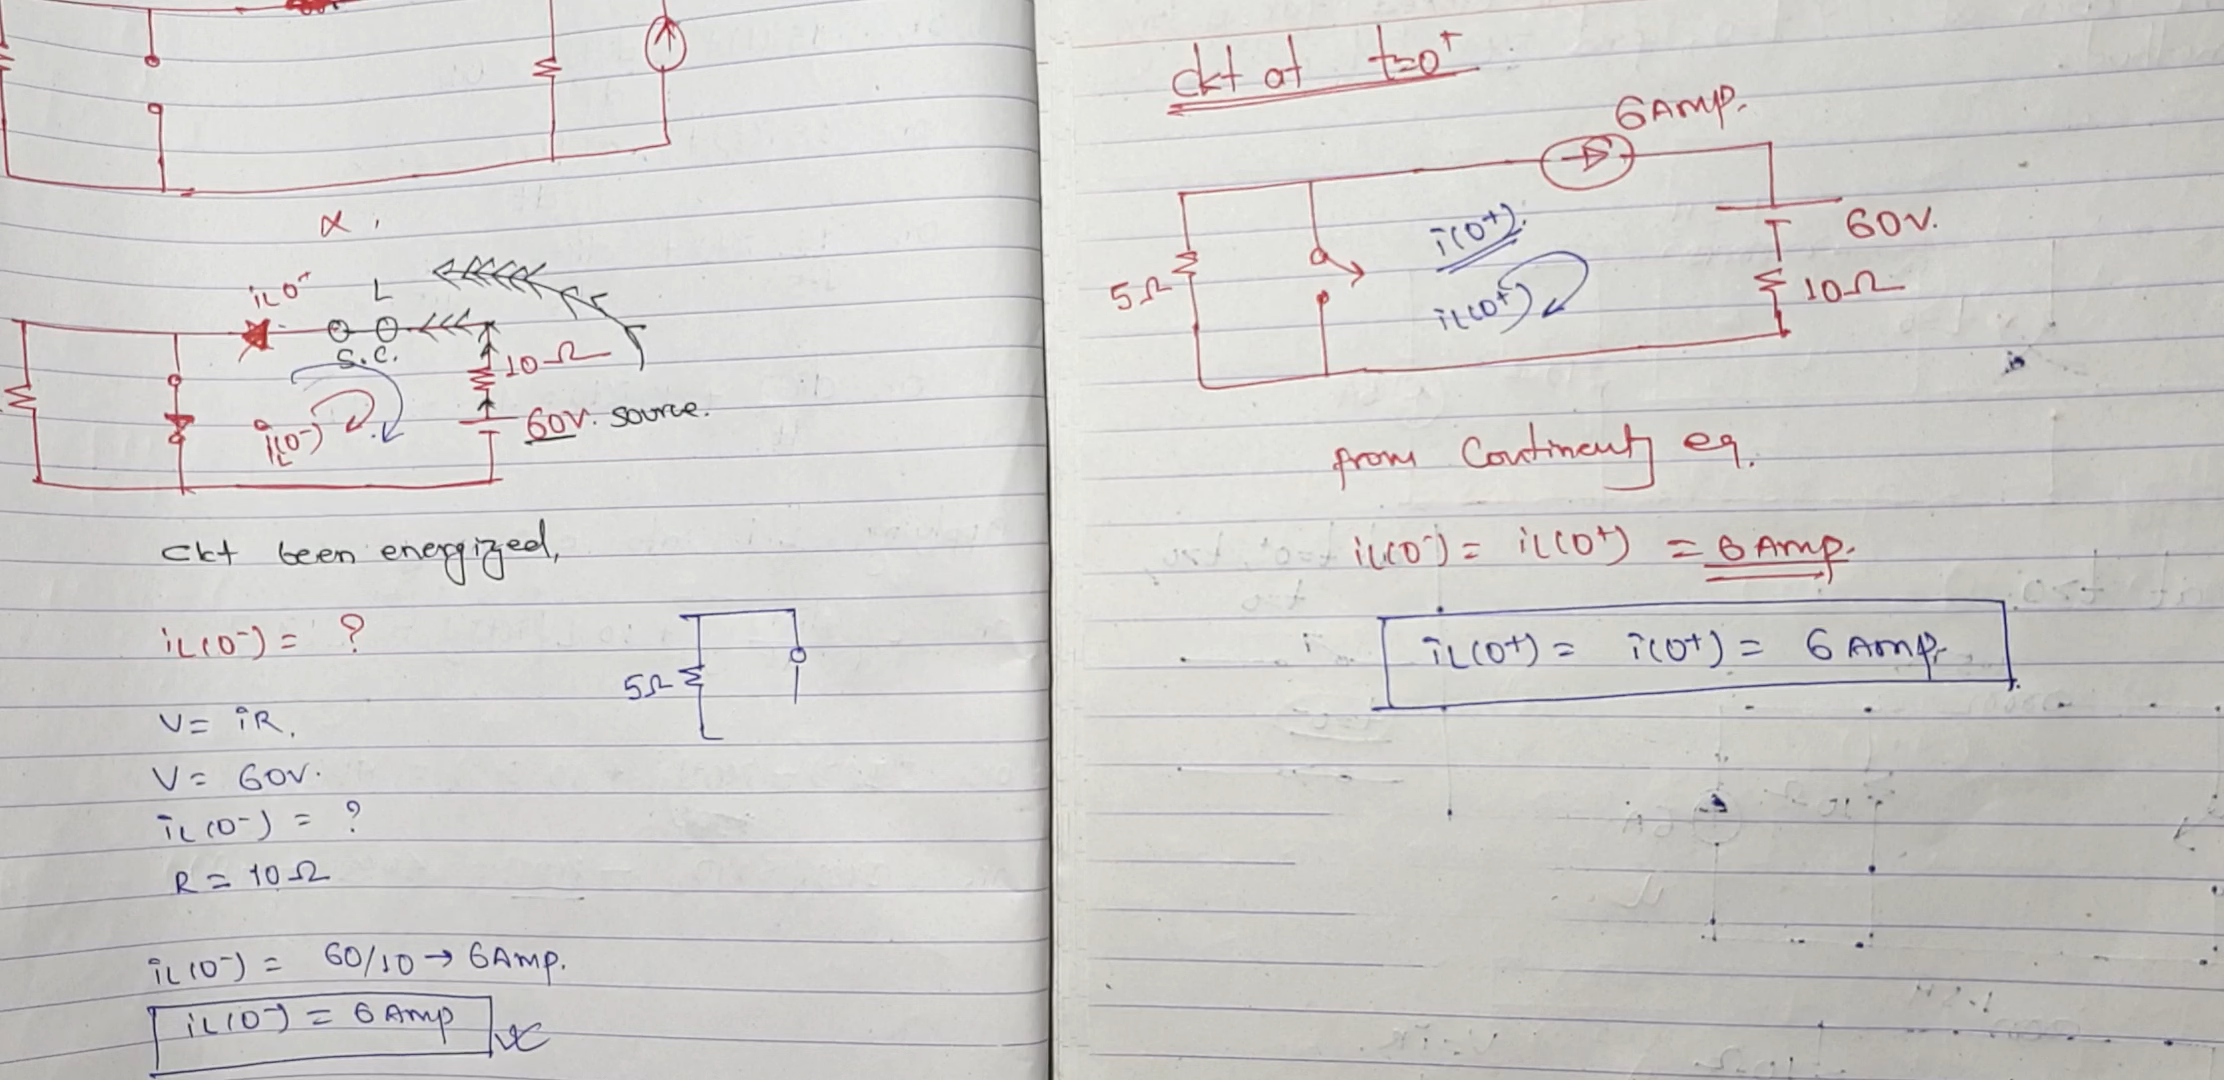 α,
iL0⁻
L
S.C.
10Ω
iL(0⁻)
60V. source.
ckt been energized,
iL(0⁻) = ?
5Ω
V = iR.
V = 60V.
iL(0⁻) = ?
R = 10Ω
iL(0⁻) = 60/10 → 6Amp.
iL(0⁻) = 6 Amp
ckt at t=0⁺
6Amp.
i(0⁺).
60V.
5Ω
iL(0⁺)
10Ω
from Continenty eq.
iL(0⁻) = iL(0⁺) = 6 Amp.
iL(0⁺) = i(0⁺) = 6 Amp.